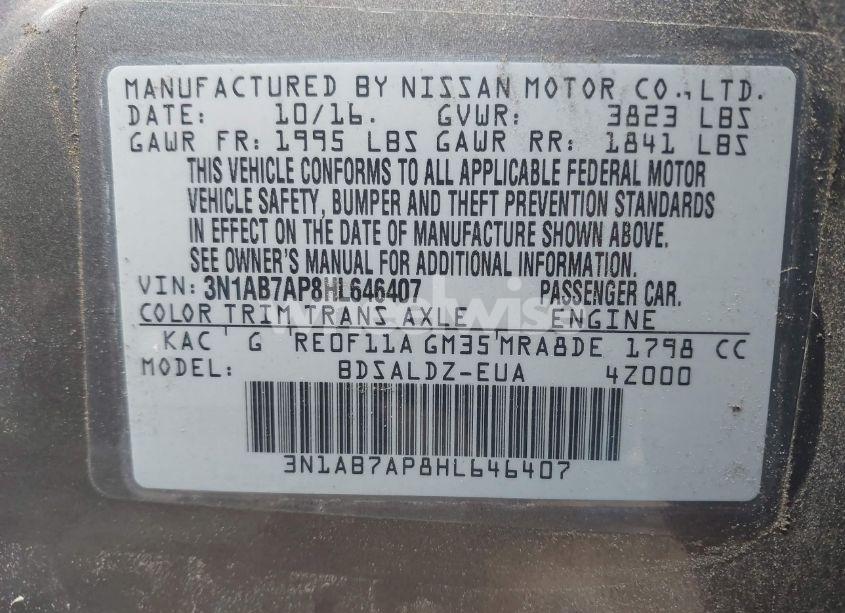 MANUFACTURED BY NISSAN MOTOR CO., LTD.
DATE: 10/16. GVWR: 3823 LBS
GAWR FR: 1995 LBS GAWR RR: 1841 LBS
THIS VEHICLE CONFORMS TO ALL APPLICABLE FEDERAL MOTOR
VEHICLE SAFETY, BUMPER AND THEFT PREVENTION STANDARDS
IN EFFECT ON THE DATE OF MANUFACTURE SHOWN ABOVE.
SEE OWNER'S MANUAL FOR ADDITIONAL INFORMATION.
VIN: 3N1AB7AP8HL646407 PASSENGER CAR.
COLOR TRIM TRANS AXLE ENGINE
KAC G RE0F11A GM35 MRA8DE 1798 CC
MODEL: BDSALDZ-EUA 4Z000
3N1AB7AP8HL646407